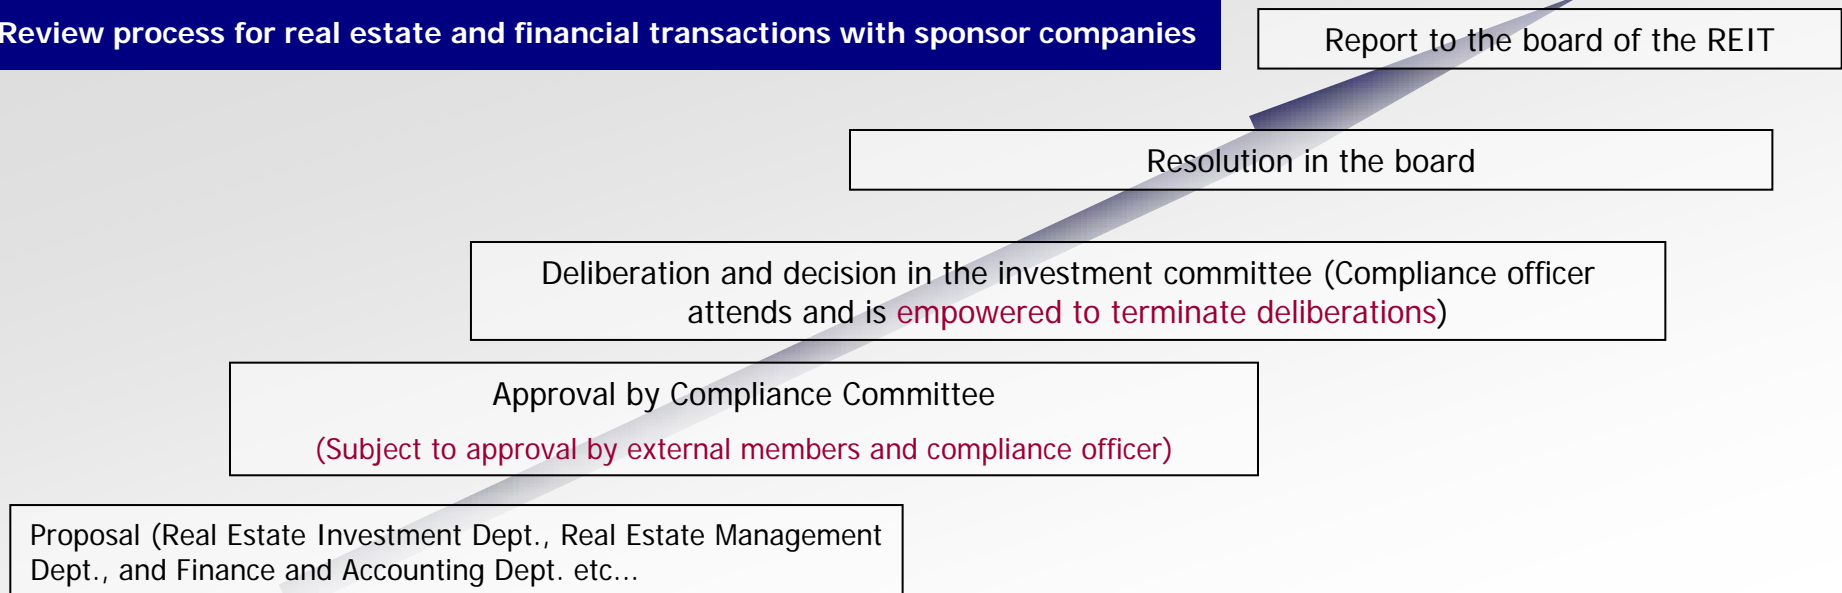 Review process for real estate and financial transactions with sponsor companies
Report to the board of the REIT
Resolution in the board
Deliberation and decision in the investment committee (Compliance officer
attends and is empowered to terminate deliberations)
Approval by Compliance Committee
(Subject to approval by external members and compliance officer)
Proposal (Real Estate Investment Dept., Real Estate Management
Dept., and Finance and Accounting Dept. etc...